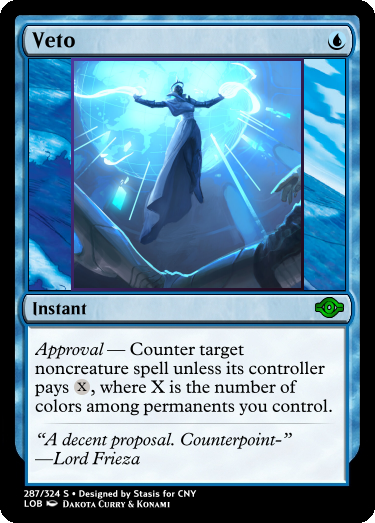 Veto
Instant
Approval — Counter target
noncreature spell unless its controller
pays X, where X is the number of
colors among permanents you control.
“A decent proposal. Counterpoint-”
—Lord Frieza
287/324 S • Designed by Stasis for CNY
LOB Dakota Curry & Konami